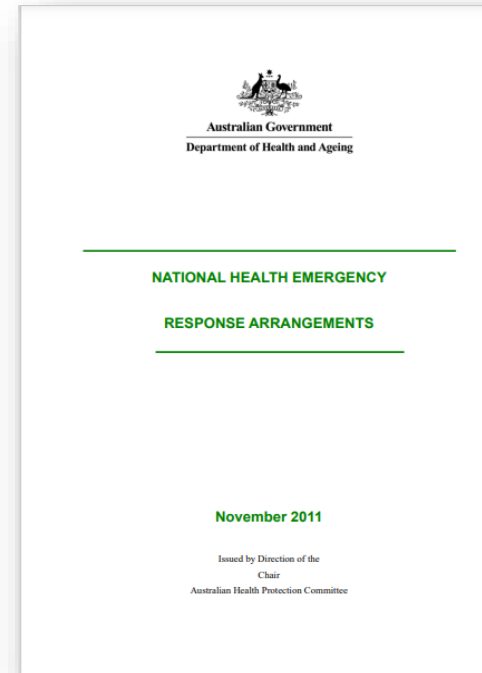 Australian Government
Department of Health and Ageing
NATIONAL HEALTH EMERGENCY
RESPONSE ARRANGEMENTS
November 2011
Issued by Direction of the
Chair
Australian Health Protection Committee